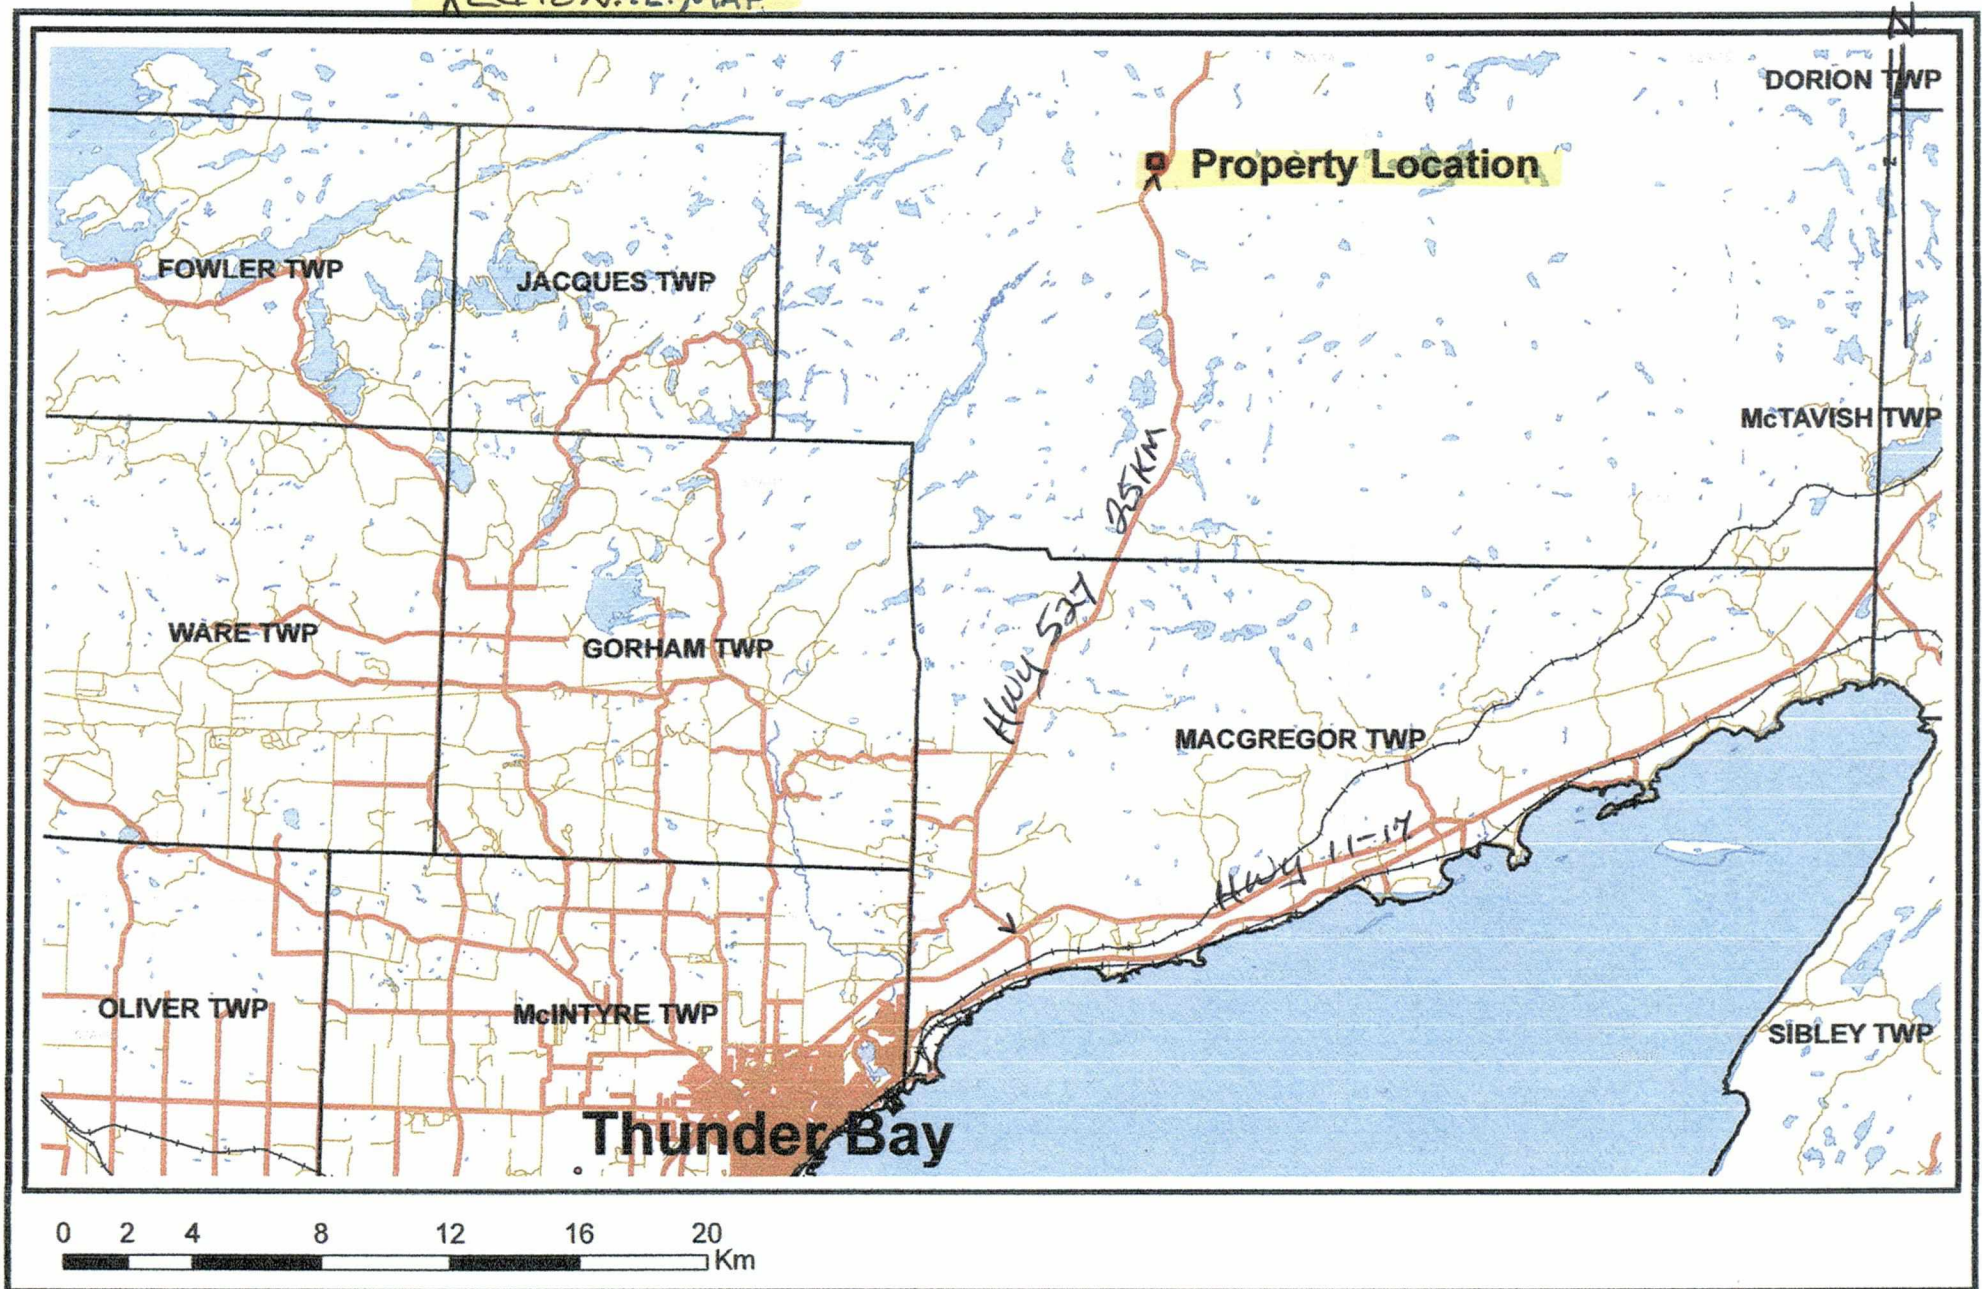 REGIONAL MAP
N
DORION TWP
Property Location
FOWLER TWP
JACQUES TWP
McTAVISH TWP
25KM
HWY 527
WARE TWP
GORHAM TWP
MACGREGOR TWP
HWY 11-17
OLIVER TWP
McINTYRE TWP
SIBLEY TWP
Thunder Bay
0 2 4 8 12 16 20
Km